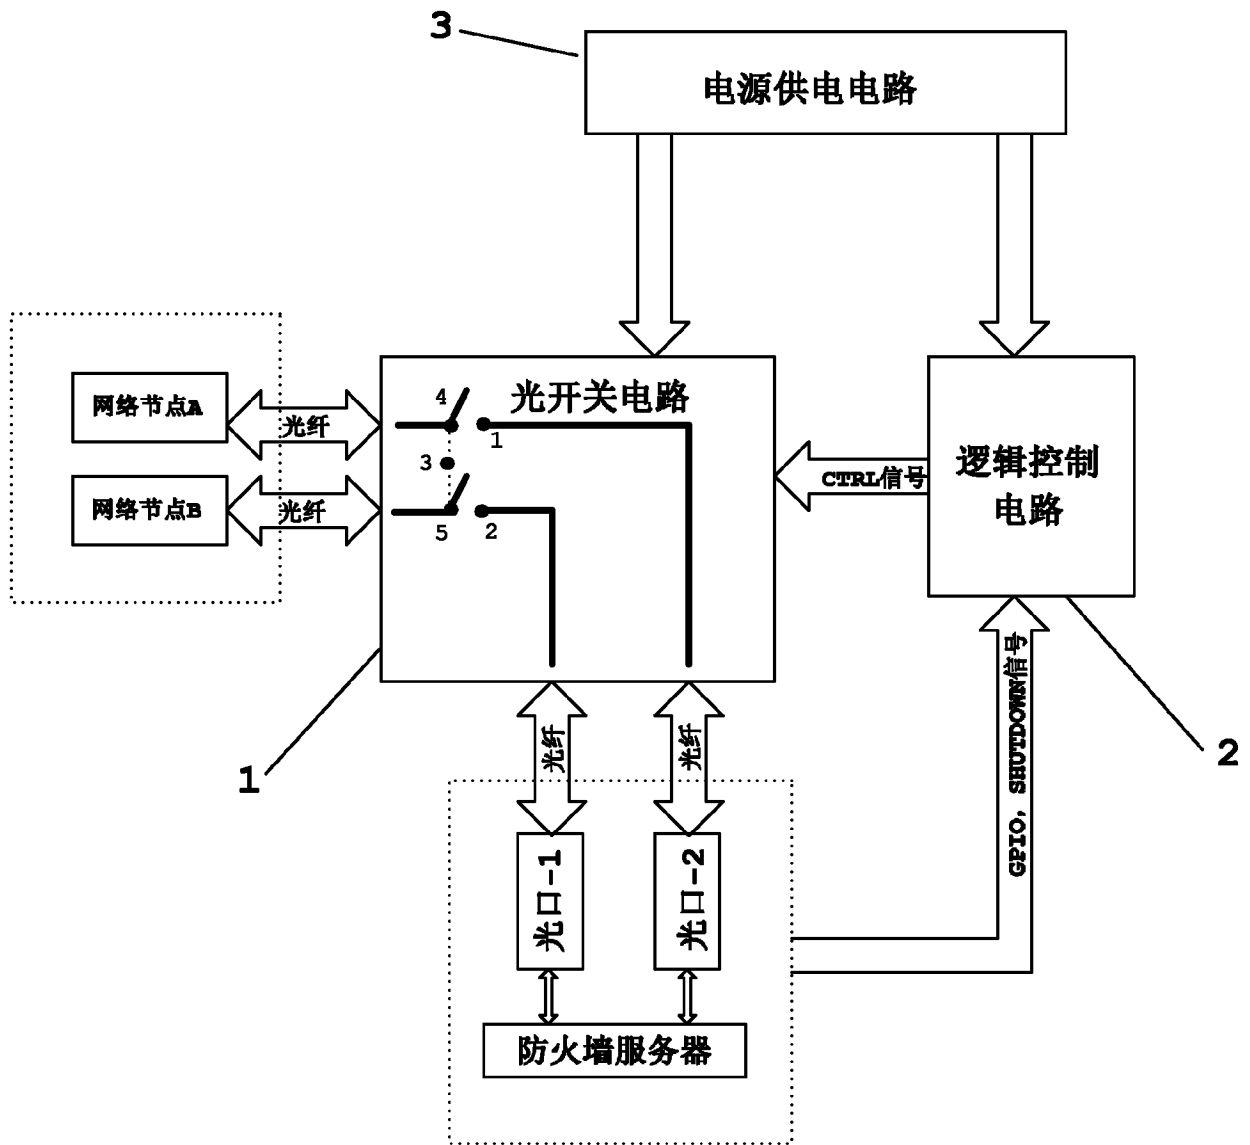 3
电源供电电路
网络节点A
光纤
网络节点B
光纤
光开关电路
4
1
3
5
2
CTRL信号
逻辑控制
电路
1
2
光纤
光纤
GPIO, SHUTDOWN信号
光口-1
光口-2
防火墙服务器